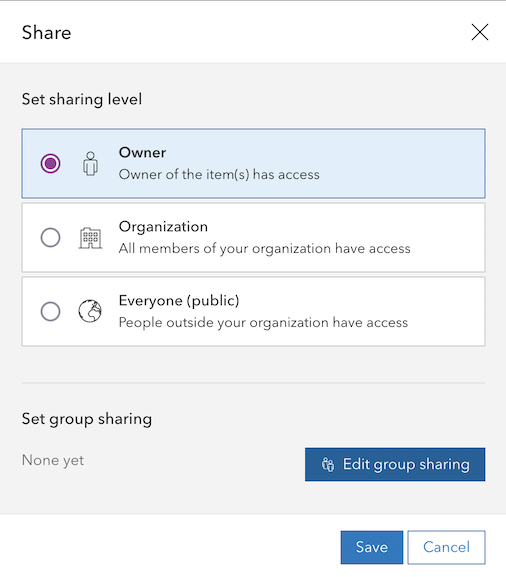 Share
Set sharing level
Owner
Owner of the item(s) has access
Organization
All members of your organization have access
Everyone (public)
People outside your organization have access
Set group sharing
None yet
Edit group sharing
Save
Cancel